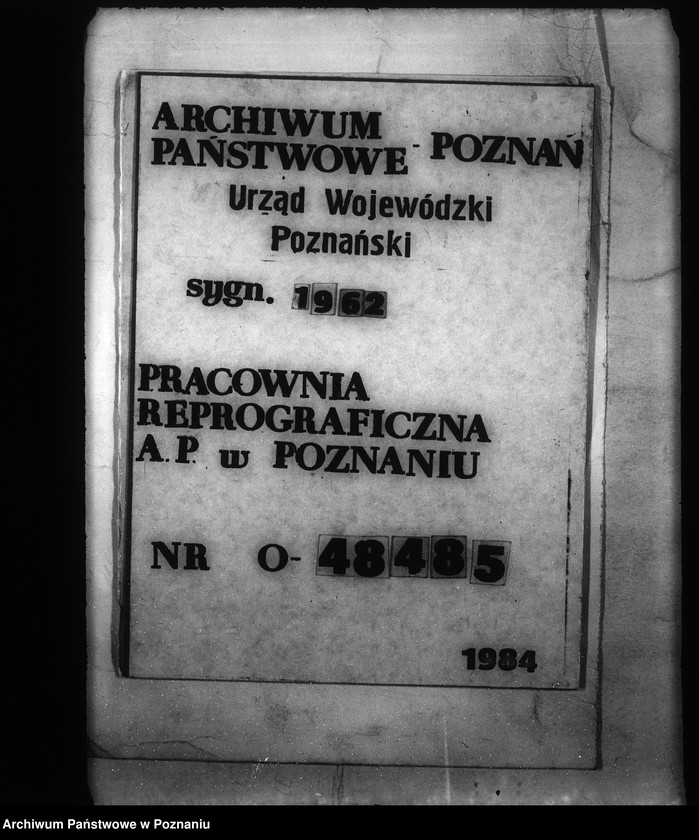 ARCHIWUM
PAŃSTWOWE - POZNAŃ
Urząd Wojewódzki
Poznański
sygn. 1962
PRACOWNIA
REPROGRAFICZNA
A.P. w POZNANIU
NR O-48485
1984
Archiwum Państwowe w Poznaniu